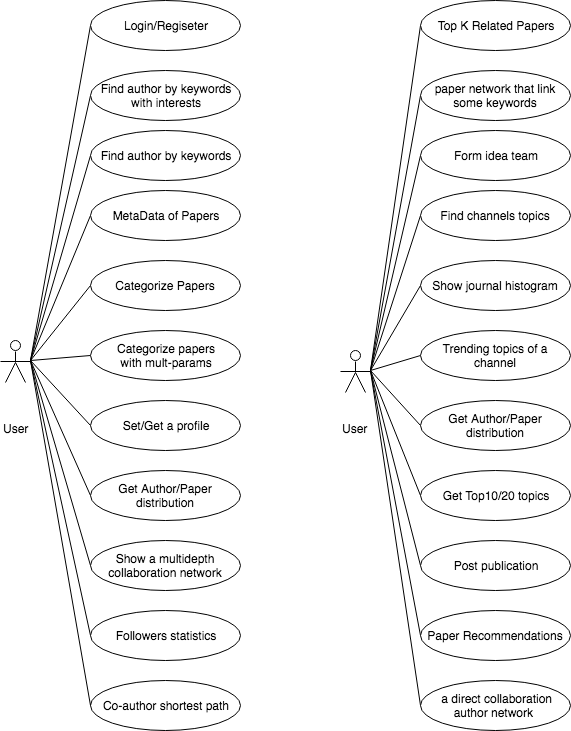 Login/Regiseter
Find author by keywords
with interests
Find author by keywords
MetaData of Papers
Categorize Papers
Categorize papers
with mult-params
User
Set/Get a profile
Get Author/Paper
distribution
Show a multidepth
collaboration network
Followers statistics
Co-author shortest path
Top K Related Papers
paper network that link
some keywords
Form idea team
Find channels topics
Show journal histogram
Trending topics of a
channel
User
Get Author/Paper
distribution
Get Top10/20 topics
Post publication
Paper Recommendations
a direct collaboration
author network